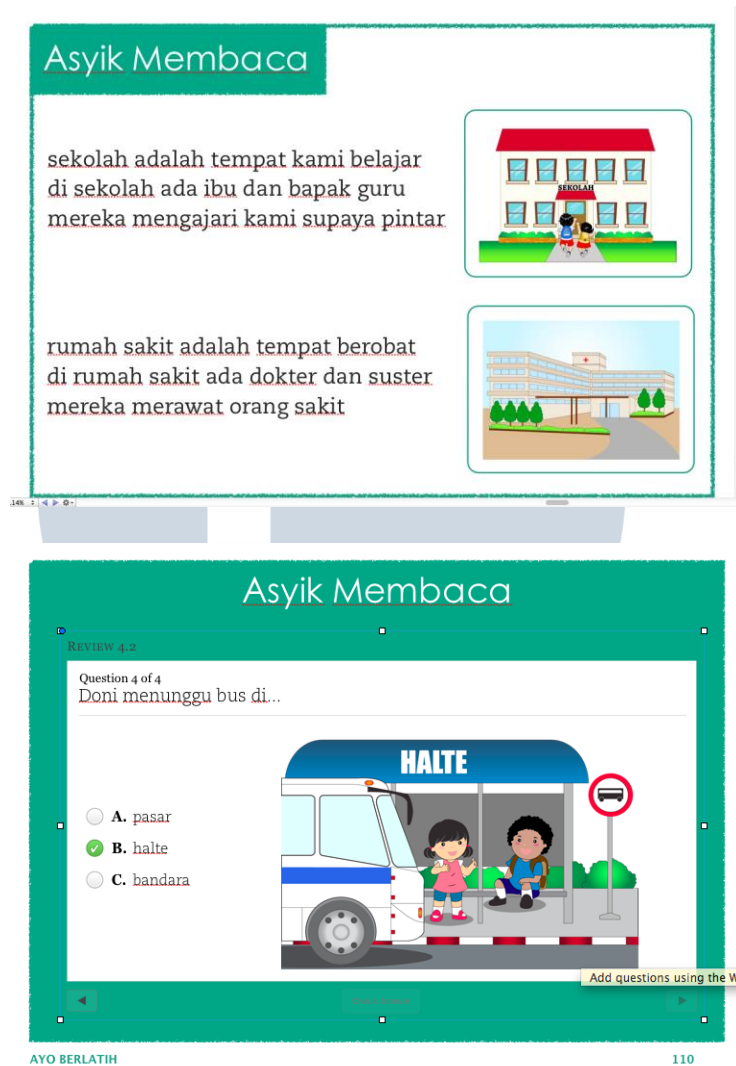 Asyik Membaca
sekolah adalah tempat kami belajar
di sekolah ada ibu dan bapak guru
mereka mengajari kami supaya pintar
SEKOLAH
rumah sakit adalah tempat berobat
di rumah sakit ada dokter dan suster
mereka merawat orang sakit
Asyik Membaca
REVIEW 4.2
Question 4 of 4
Doni menunggu bus di...
HALTE
A. pasar
B. halte
C. bandara
Add questions using the W
AYO BERLATIH
110